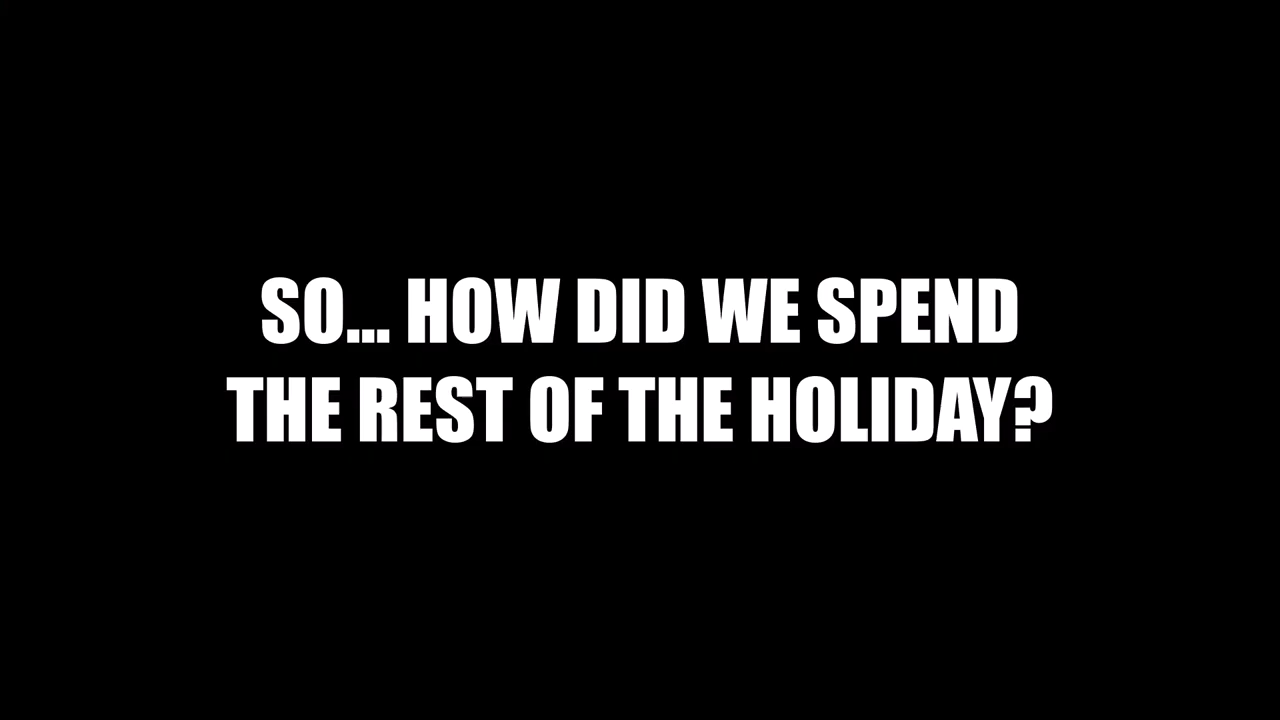 SO... HOW DID WE SPEND
THE REST OF THE HOLIDAY?